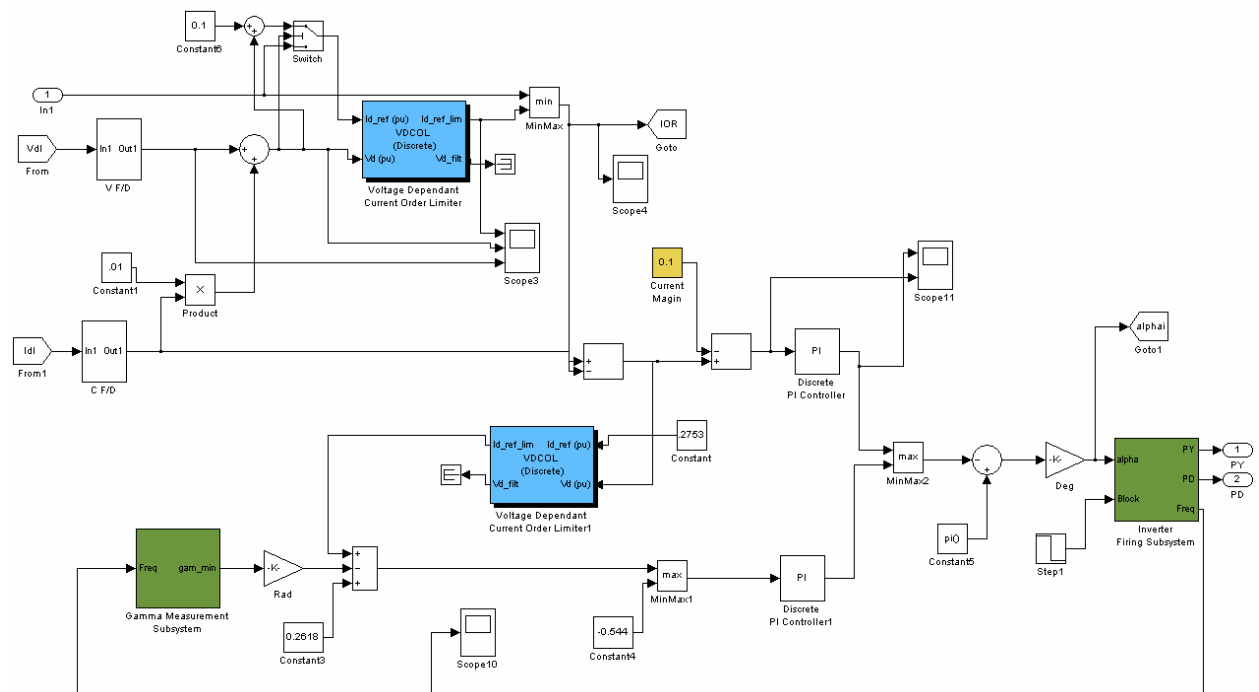 0.1
+
+
Constant6
Switch
1
In1
min
MinMax
IOR
Goto
Id_ref (pu)
Id_ref_lim
VDCOL
(Discrete)
Vd (pu)
Vd_filt
Voltage Dependant
Current Order Limiter
Vdl
From
In1 Out1
V F/D
+
+
Scope4
Scope3
.01
Constant1
×
Product
0.1
Current
Magin
Scope11
Idl
From1
In1 Out1
C F/D
+
−
−
+
PI
Discrete
PI Controller
alphai
Goto1
Id_ref_lim
Id_ref (pu)
VDCOL
(Discrete)
Vd_filt
Vd (pu)
Voltage Dependant
Current Order Limiter1
.2753
Constant
max
MinMax2
−
+
-K-
Deg
alpha
PY
PD
Block
Freq
Inverter
Firing Subsystem
1
PY
2
PD
pi()
Constant5
Step1
Freq
gam_min
Gamma Measurement
Subsystem
-K-
Rad
+
−
+
0.2618
Constant3
Scope10
max
MinMax1
-0.544
Constant4
PI
Discrete
PI Controller1